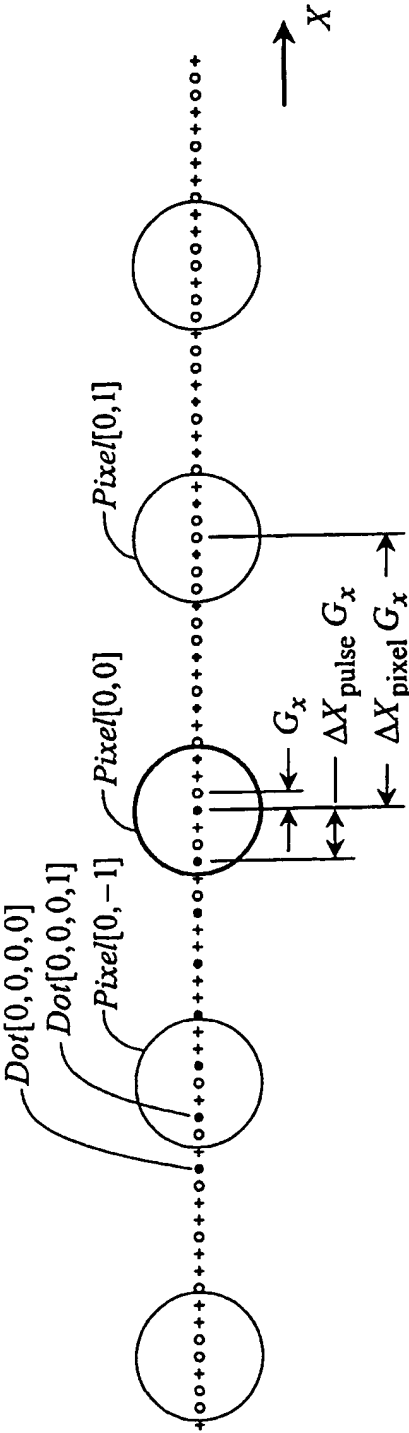 Dot[0,0,0,0]
Dot[0,0,0,1]
Pixel[0,−1]
Pixel[0,0]
Pixel[0,1]
X
G_x
ΔX_pulse G_x
ΔX_pixel G_x